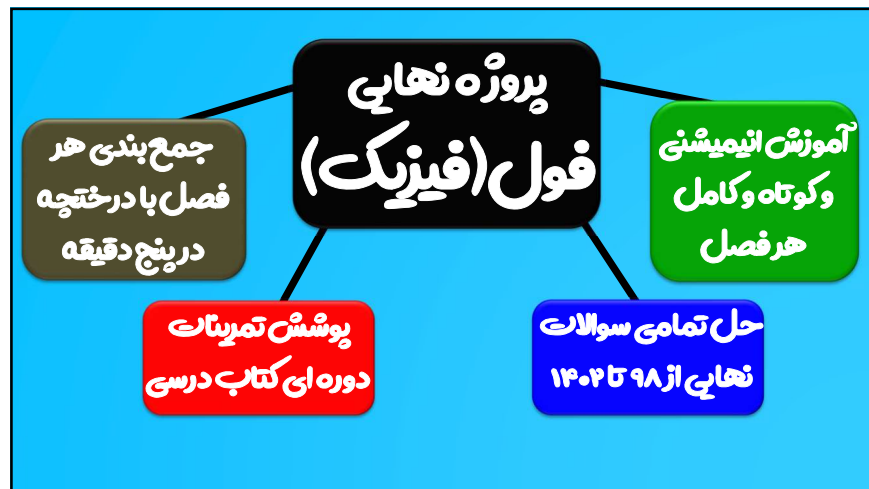 پروژه نهایی
فول(فیزیک)
آموزش انیمیشنی
و کوتاه و کامل
هر فصل
جمع بندی هر
فصل با درختچه
در پنج دقیقه
حل تمامی سوالات
نهایی از ۹۸ تا ۱۴۰۲
پوشش تمرینات
دوره ای کتاب درسی